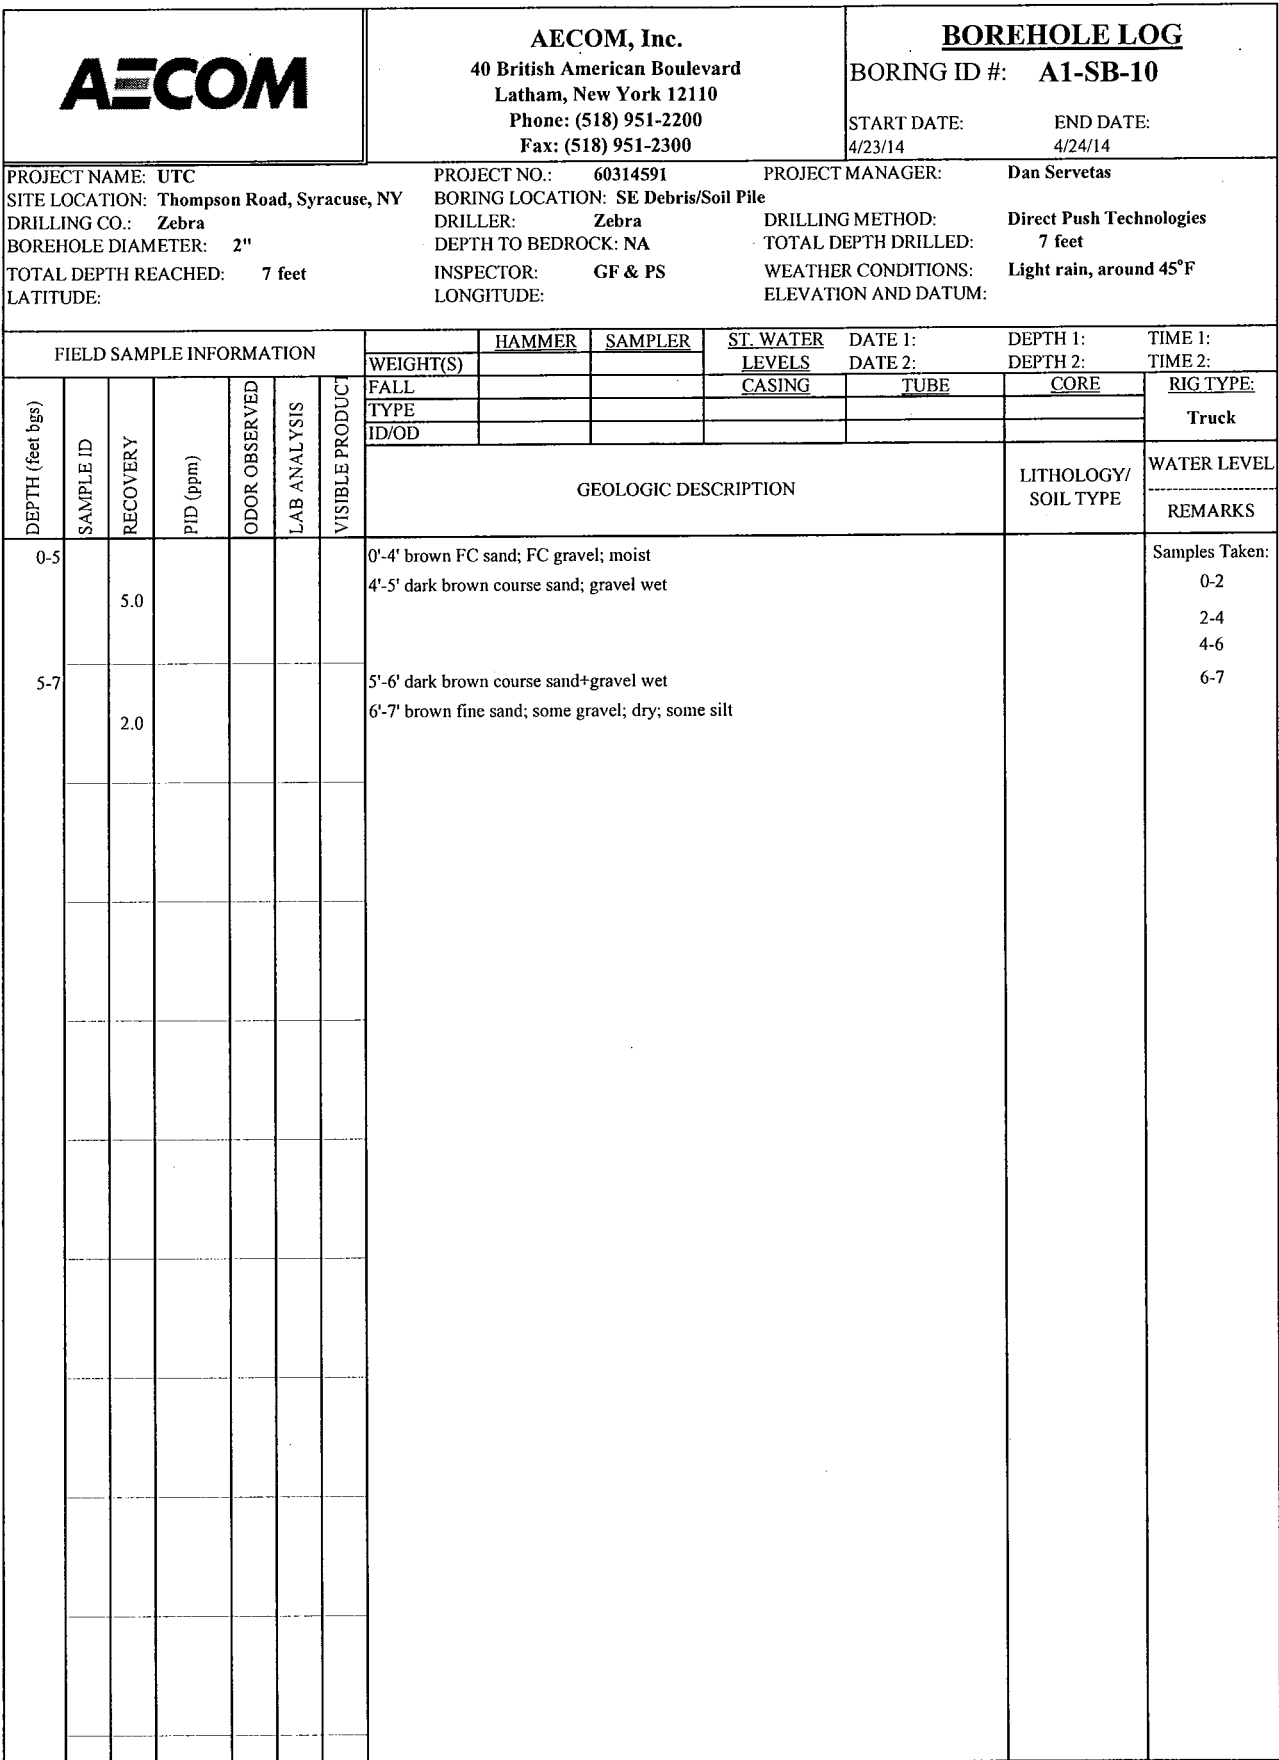 AECOM
AECOM, Inc.
40 British American Boulevard
Latham, New York 12110
Phone: (518) 951-2200
Fax: (518) 951-2300
BOREHOLE LOG
BORING ID #: A1-SB-10
START DATE: END DATE:
4/23/14 4/24/14
PROJECT NAME: UTC PROJECT NO.: 60314591 PROJECT MANAGER: Dan Servetas
SITE LOCATION: Thompson Road, Syracuse, NY BORING LOCATION: SE Debris/Soil Pile
DRILLING CO.: Zebra DRILLER: Zebra DRILLING METHOD: Direct Push Technologies
BOREHOLE DIAMETER: 2" DEPTH TO BEDROCK: NA TOTAL DEPTH DRILLED: 7 feet
TOTAL DEPTH REACHED: 7 feet INSPECTOR: GF & PS WEATHER CONDITIONS: Light rain, around 45°F
LATITUDE: LONGITUDE: ELEVATION AND DATUM:
FIELD SAMPLE INFORMATION
HAMMER SAMPLER ST. WATER DATE 1: DEPTH 1: TIME 1:
WEIGHT(S) LEVELS DATE 2: DEPTH 2: TIME 2:
FALL CASING TUBE CORE RIG TYPE:
TYPE Truck
ID/OD
DEPTH (feet bgs)
SAMPLE ID
RECOVERY
PID (ppm)
ODOR OBSERVED
LAB ANALYSIS
VISIBLE PRODUCT
GEOLOGIC DESCRIPTION
LITHOLOGY/
SOIL TYPE
WATER LEVEL
---------------------
REMARKS
0-5 0'-4' brown FC sand; FC gravel; moist Samples Taken:
4'-5' dark brown course sand; gravel wet 0-2
5.0
2-4
4-6
5-7 5'-6' dark brown course sand+gravel wet 6-7
6'-7' brown fine sand; some gravel; dry; some silt
2.0